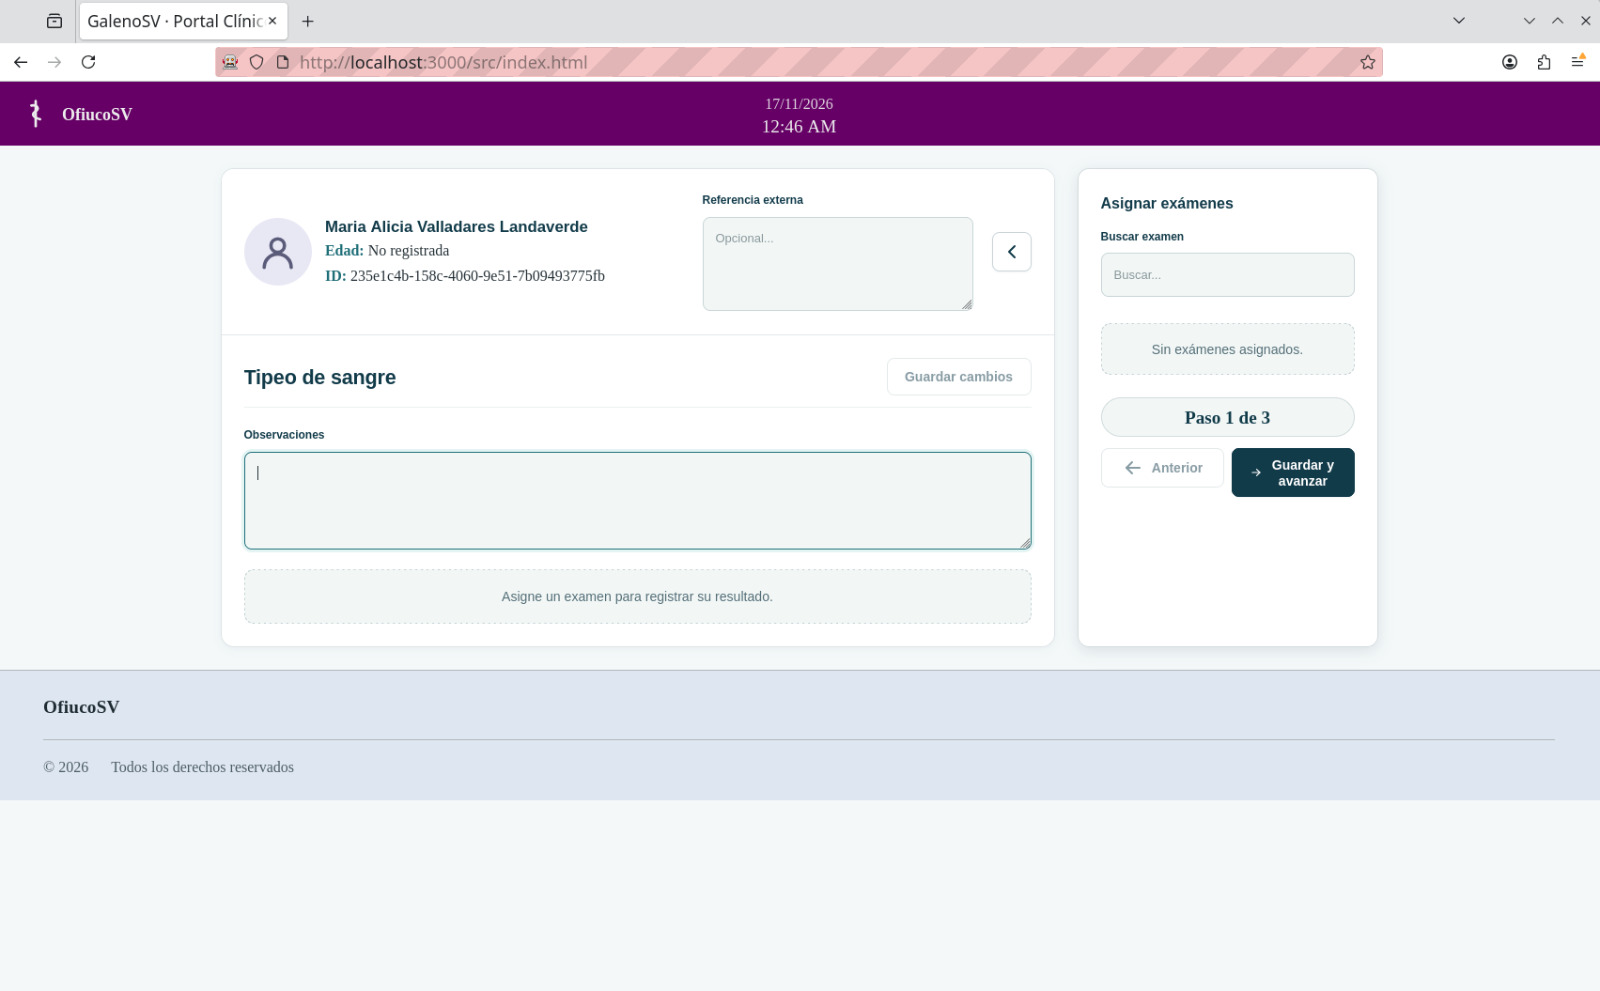 GalenoSV · Portal Clínic
http://localhost:3000/src/index.html
OfiucoSV
17/11/2026
12:46 AM
Maria Alicia Valladares Landaverde
Edad: No registrada
ID: 235e1c4b-158c-4060-9e51-7b09493775fb
Referencia externa
Opcional...
Tipeo de sangre
Guardar cambios
Observaciones
Asigne un examen para registrar su resultado.
Asignar exámenes
Buscar examen
Buscar...
Sin exámenes asignados.
Paso 1 de 3
Anterior
Guardar y
avanzar
OfiucoSV
© 2026 Todos los derechos reservados